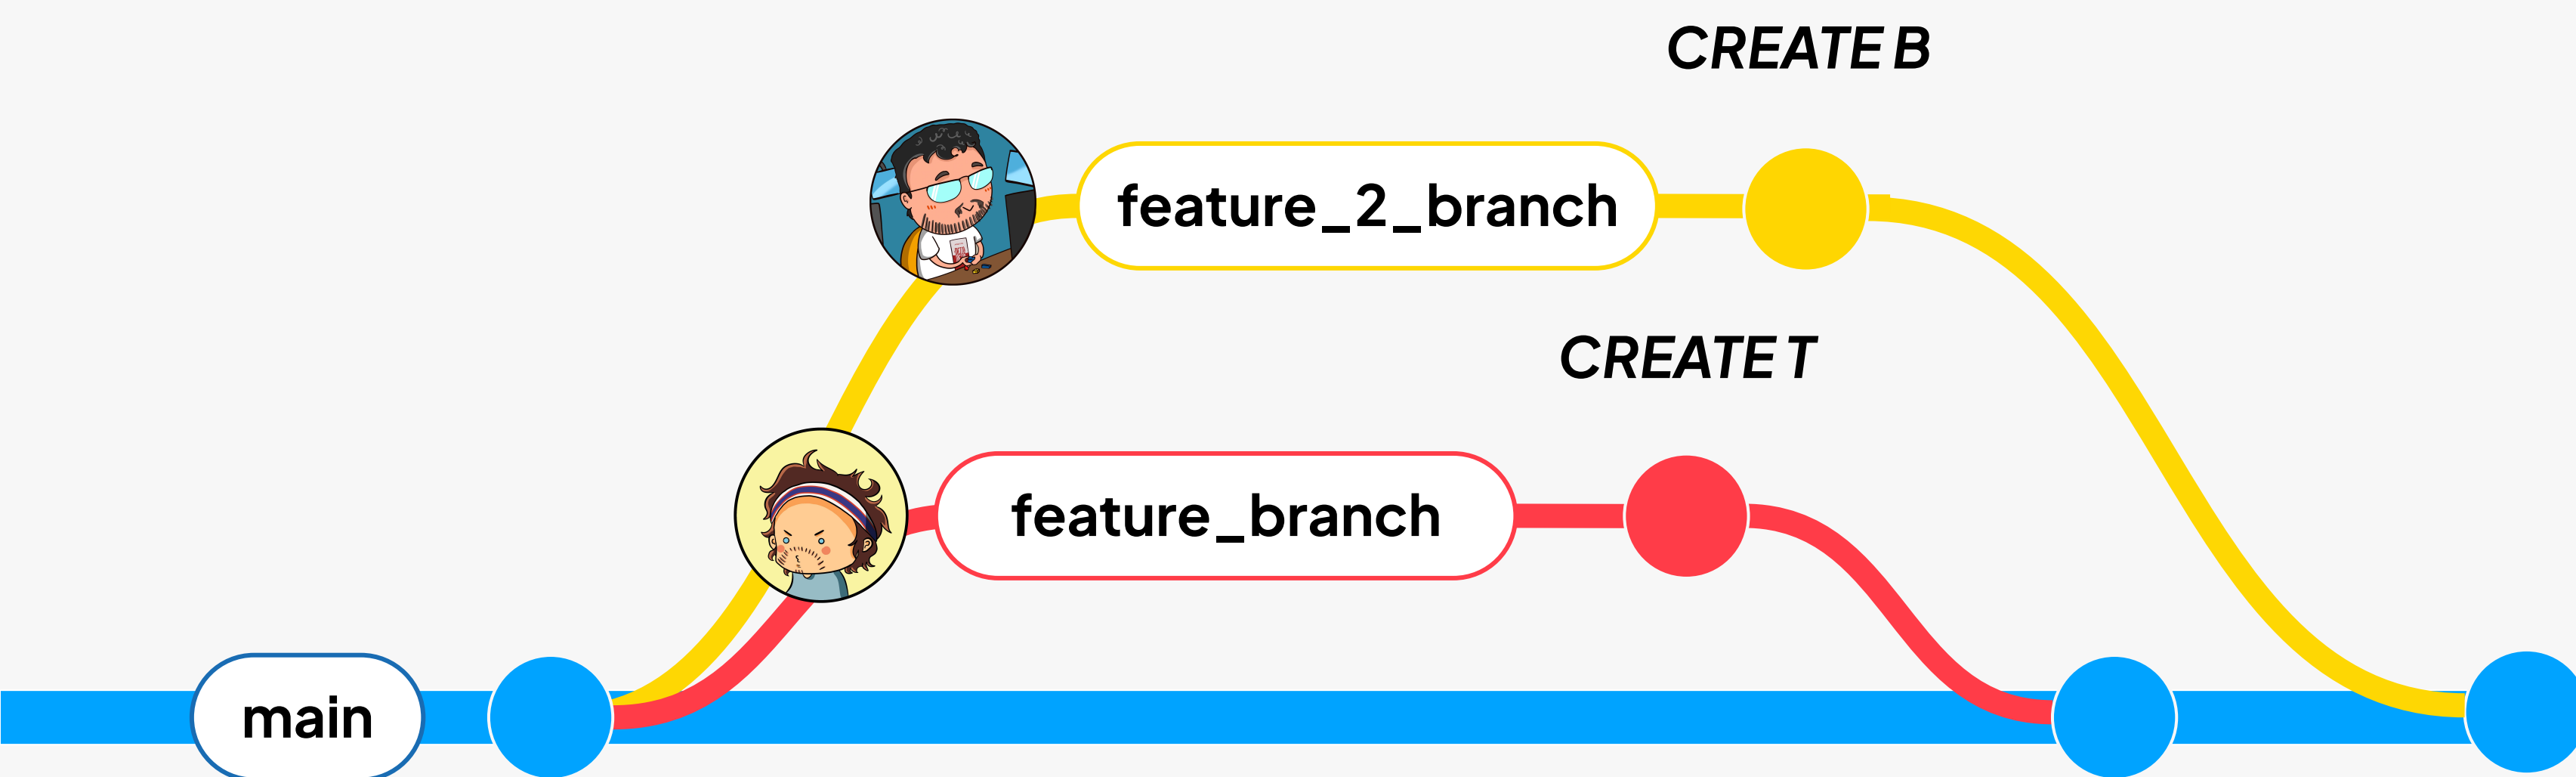 CREATE B
feature_2_branch
CREATE T
feature_branch
main